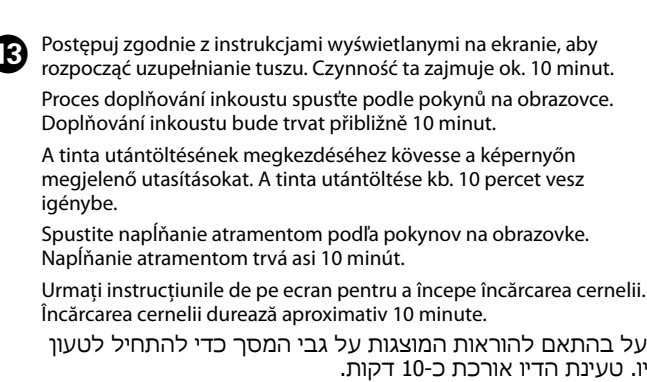 13
Postępuj zgodnie z instrukcjami wyświetlanymi na ekranie, aby
rozpocząć uzupełnianie tuszu. Czynność ta zajmuje ok. 10 minut.
Proces doplňování inkoustu spusťte podle pokynů na obrazovce.
Doplňování inkoustu bude trvat přibližně 10 minut.
A tinta utántöltésének megkezdéséhez kövesse a képernyőn
megjelenő utasításokat. A tinta utántöltése kb. 10 percet vesz
igénybe.
Spustite napĺňanie atramentom podľa pokynov na obrazovke.
Napĺňanie atramentom trvá asi 10 minút.
Urmați instrucțiunile de pe ecran pentru a începe încărcarea cernelii.
Încărcarea cernelii durează aproximativ 10 minute.
על בהתאם להוראות המוצגות על גבי המסך כדי להתחיל לטעון
יו. טעינת הדיו אורכת כ-10 דקות.